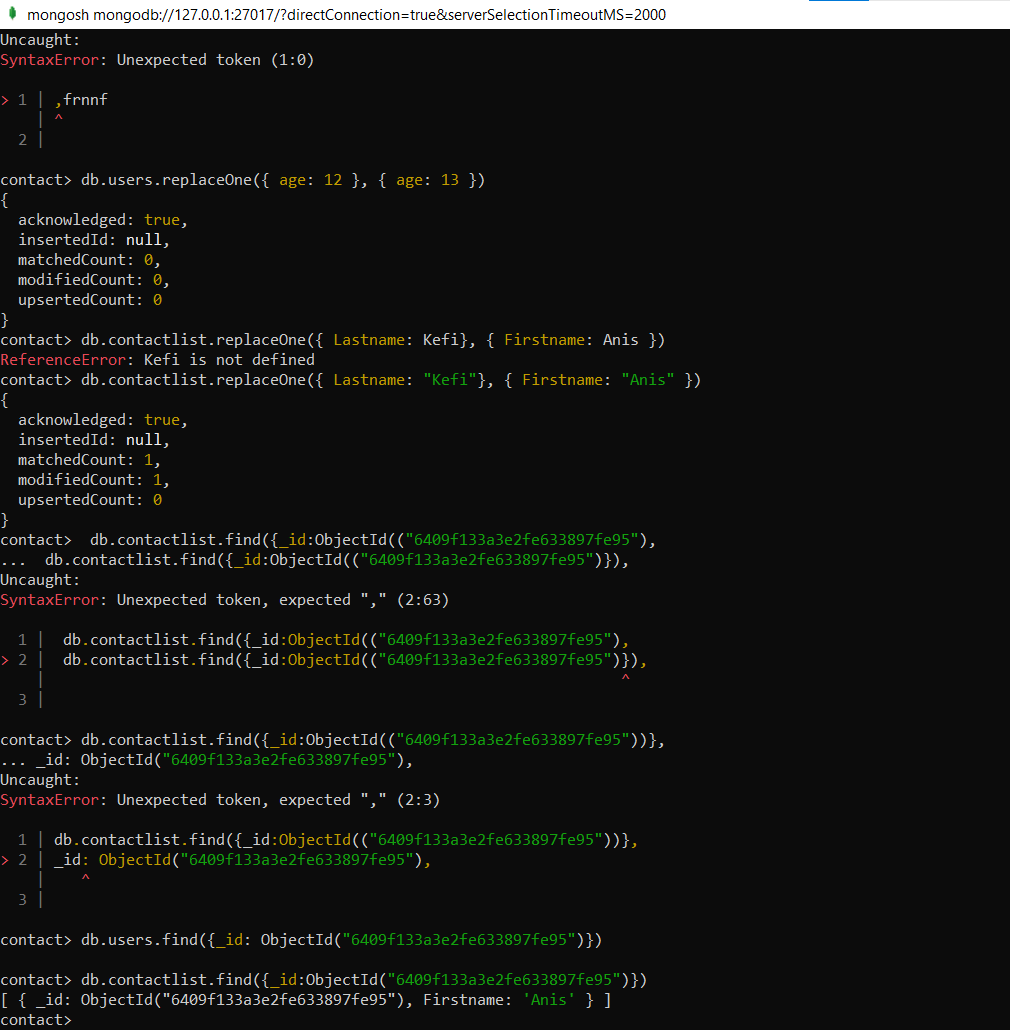 mongosh mongodb://127.0.0.1:27017/?directConnection=true&serverSelectionTimeoutMS=2000
Uncaught:
SyntaxError: Unexpected token (1:0)
> 1 | ,frnnf
| ^
2 |
contact> db.users.replaceOne({ age: 12 }, { age: 13 })
{
acknowledged: true,
insertedId: null,
matchedCount: 0,
modifiedCount: 0,
upsertedCount: 0
}
contact> db.contactlist.replaceOne({ Lastname: Kefi}, { Firstname: Anis })
ReferenceError: Kefi is not defined
contact> db.contactlist.replaceOne({ Lastname: "Kefi"}, { Firstname: "Anis" })
{
acknowledged: true,
insertedId: null,
matchedCount: 1,
modifiedCount: 1,
upsertedCount: 0
}
contact>  db.contactlist.find({_id:ObjectId(("6409f133a3e2fe633897fe95"),
...  db.contactlist.find({_id:ObjectId(("6409f133a3e2fe633897fe95")}),
Uncaught:
SyntaxError: Unexpected token, expected "," (2:63)
1 |  db.contactlist.find({_id:ObjectId(("6409f133a3e2fe633897fe95"),
> 2 |  db.contactlist.find({_id:ObjectId(("6409f133a3e2fe633897fe95")}),
| ^
3 |
contact> db.contactlist.find({_id:ObjectId(("6409f133a3e2fe633897fe95"))},
... _id: ObjectId("6409f133a3e2fe633897fe95"),
Uncaught:
SyntaxError: Unexpected token, expected "," (2:3)
1 | db.contactlist.find({_id:ObjectId(("6409f133a3e2fe633897fe95"))},
> 2 | _id: ObjectId("6409f133a3e2fe633897fe95"),
| ^
3 |
contact> db.users.find({_id: ObjectId("6409f133a3e2fe633897fe95")})
contact> db.contactlist.find({_id:ObjectId("6409f133a3e2fe633897fe95")})
[ { _id: ObjectId("6409f133a3e2fe633897fe95"), Firstname: 'Anis' } ]
contact>